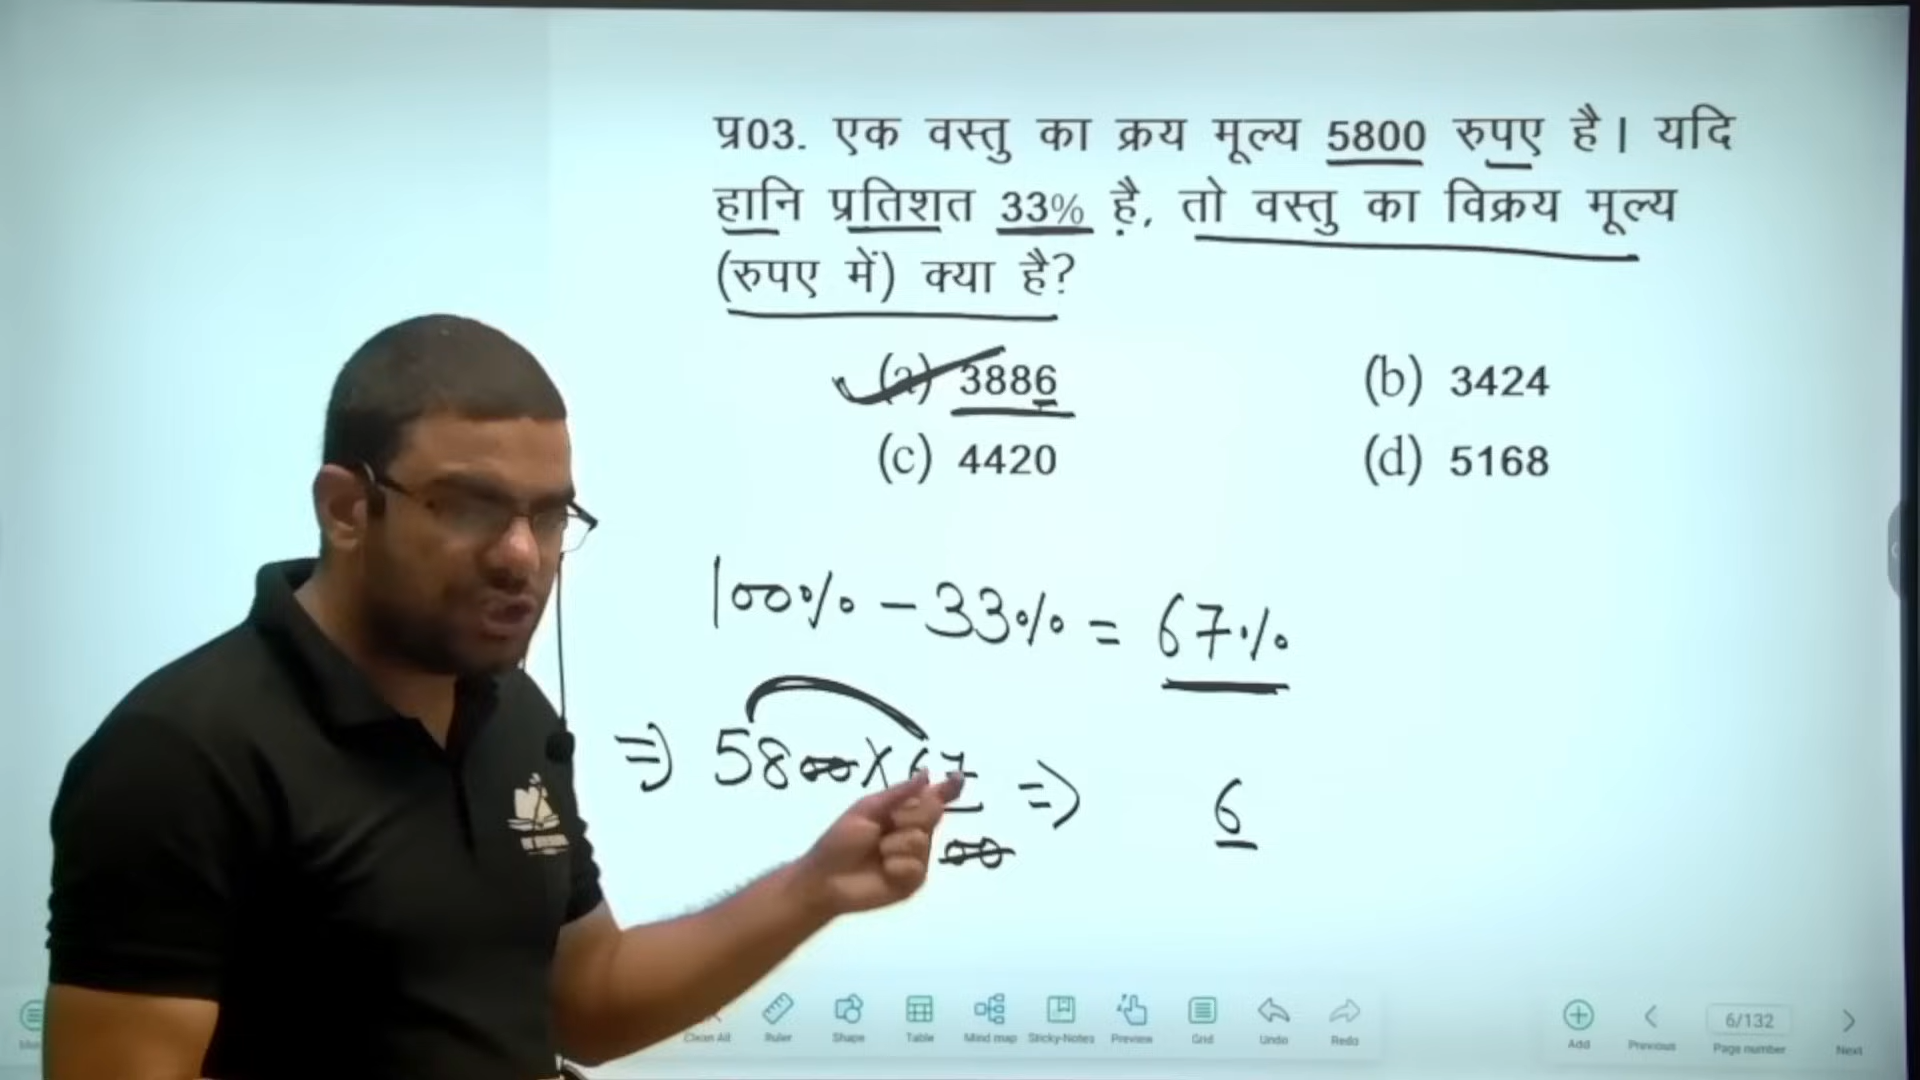 प्र03. एक वस्तु का क्रय मूल्य 5800 रुपए है। यदि
हानि प्रतिशत 33% है, तो वस्तु का विक्रय मूल्य
(रुपए में) क्या है?
(a) 3886 (b) 3424
(c) 4420 (d) 5168
100% - 33% = 67%
⇒ 5800 × 67 ⇒ 6
00
Clean All Ruler Shape Table Mind map Sticky-Notes Preview Grid Undo Redo Add Previous 6/132 Page number Next